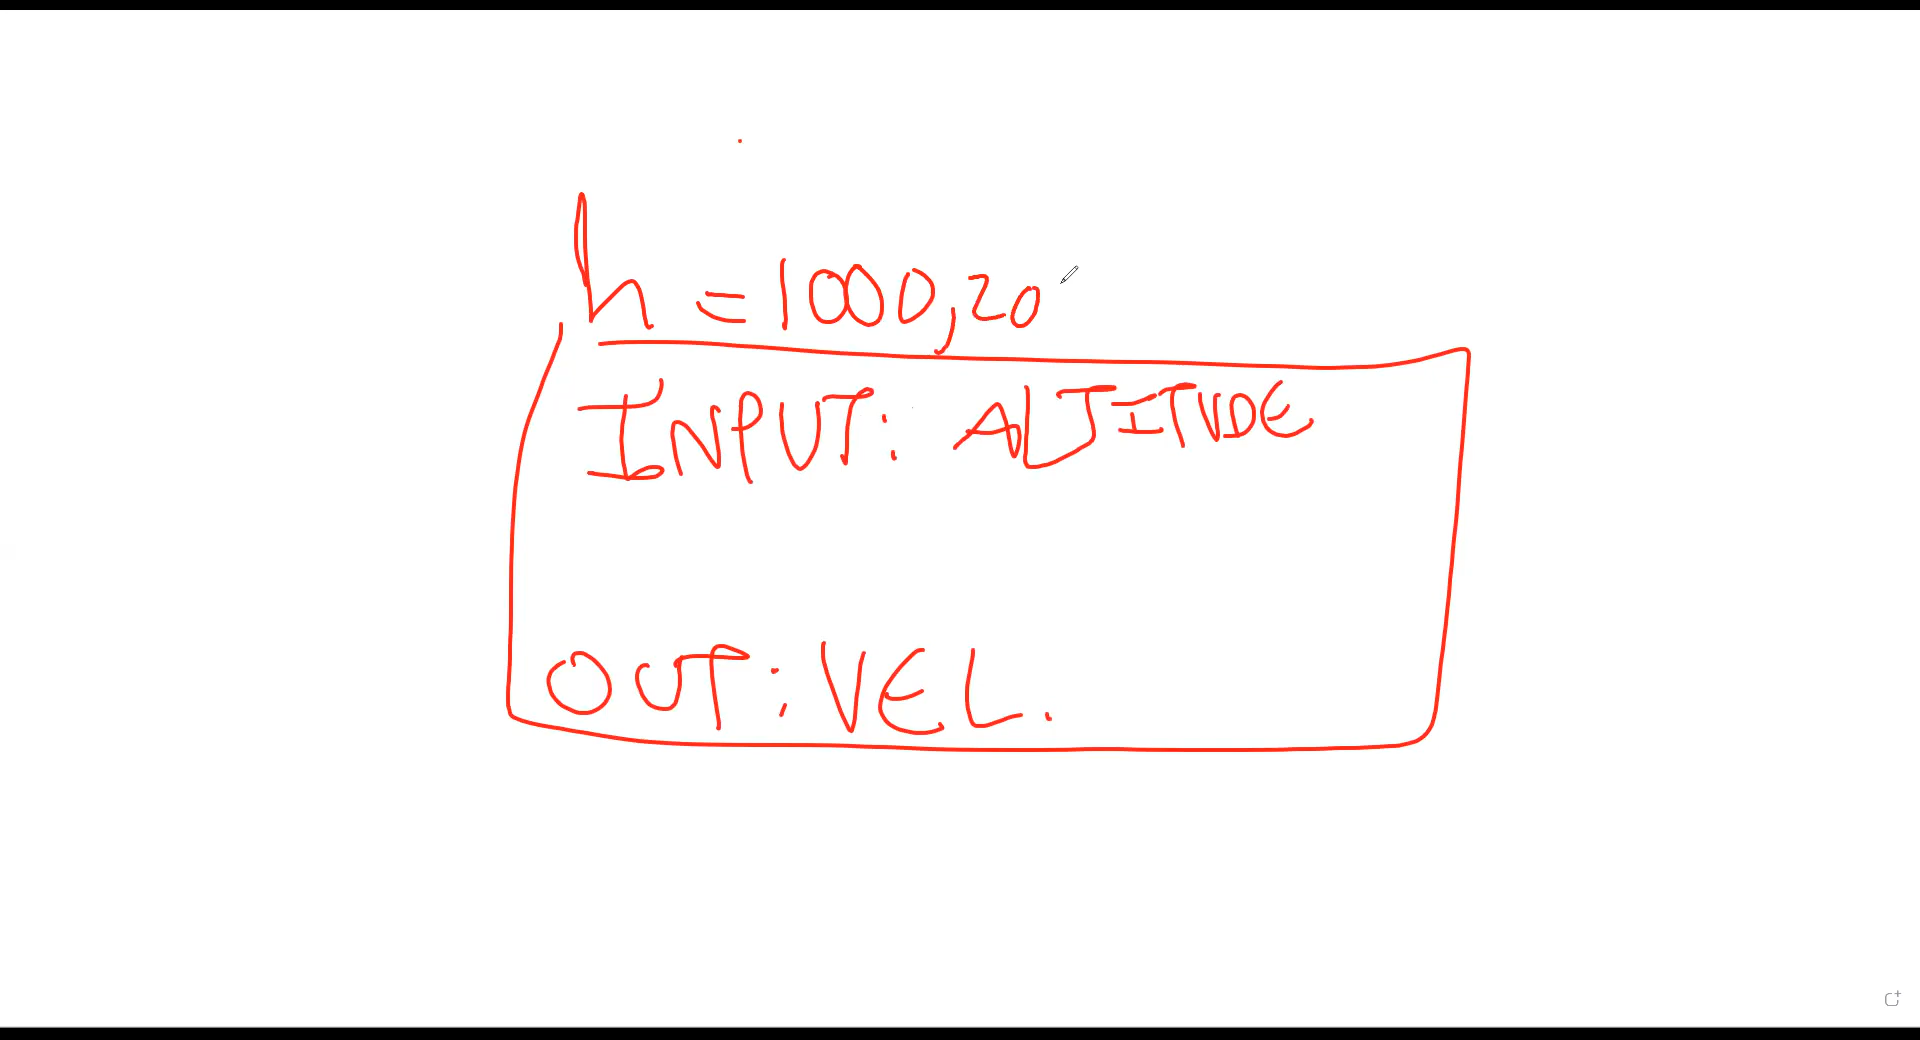 h = 1000,20
INPUT: ALTITUDE
OUT: VEL.